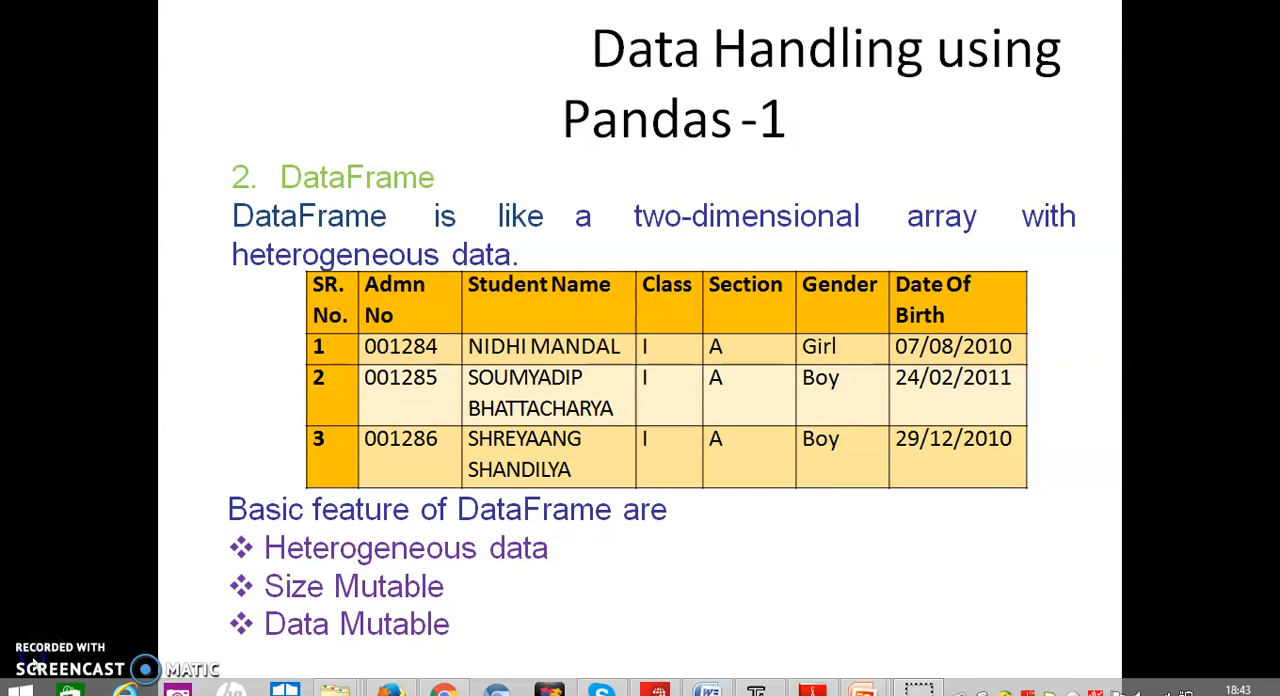 Data Handling using
Pandas -1
2. DataFrame
DataFrame is like a two-dimensional array with
heterogeneous data.
SR. No. Admn No Student Name Class Section Gender Date Of Birth
1 001284 NIDHI MANDAL I A Girl 07/08/2010
2 001285 SOUMYADIP BHATTACHARYA I A Boy 24/02/2011
3 001286 SHREYAANG SHANDILYA I A Boy 29/12/2010
Basic feature of DataFrame are
❖ Heterogeneous data
❖ Size Mutable
❖ Data Mutable
RECORDED WITH
SCREENCAST MATIC
18:43